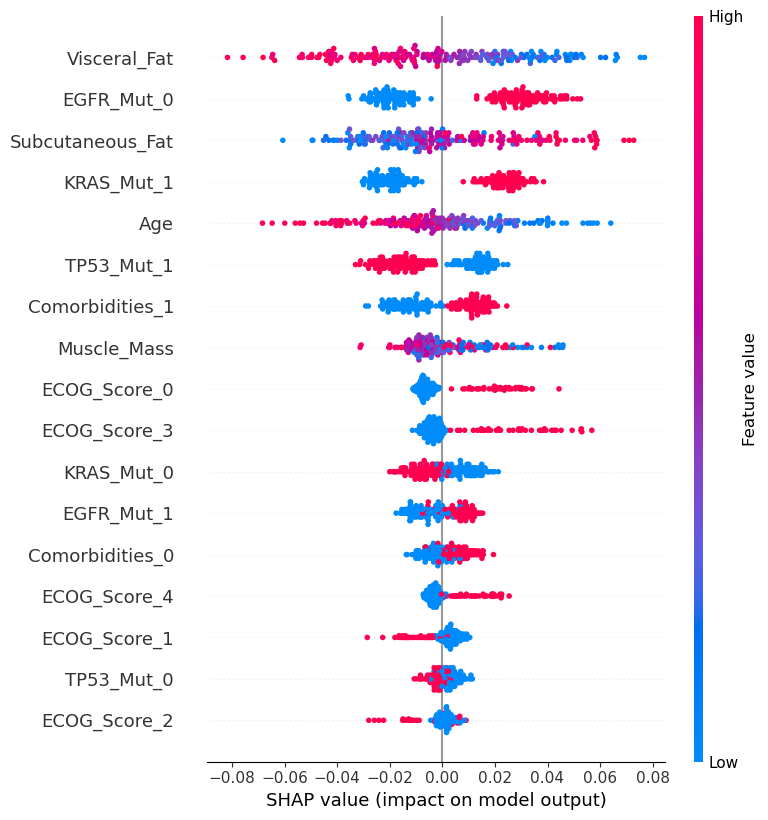 High
Visceral_Fat
EGFR_Mut_0
Subcutaneous_Fat
KRAS_Mut_1
Age
TP53_Mut_1
Comorbidities_1
Muscle_Mass
ECOG_Score_0
ECOG_Score_3
KRAS_Mut_0
EGFR_Mut_1
Comorbidities_0
ECOG_Score_4
ECOG_Score_1
TP53_Mut_0
ECOG_Score_2
Feature value
Low
−0.08 −0.06 −0.04 −0.02 0.00 0.02 0.04 0.06 0.08
SHAP value (impact on model output)